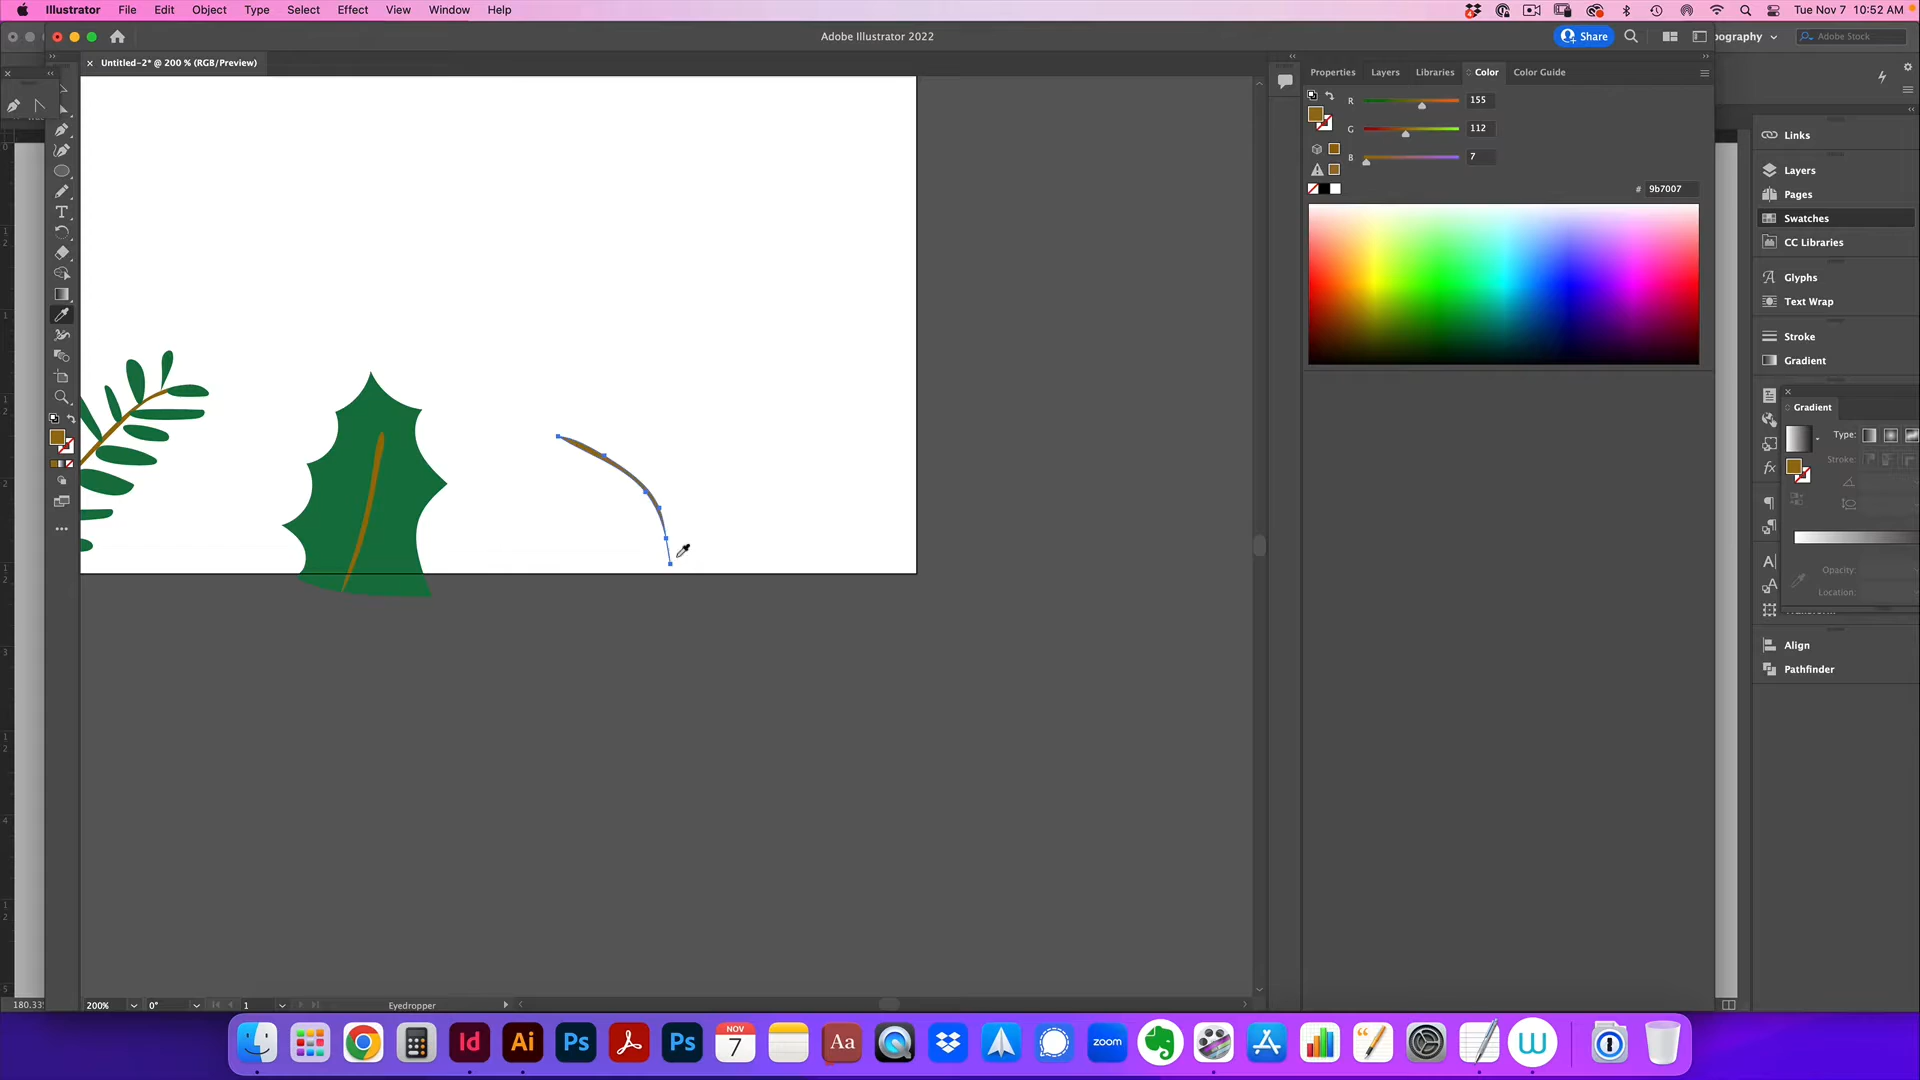 Illustrator File Edit Object Type Select Effect View Window Help
Tue Nov 7 10:52 AM
Adobe Illustrator 2022
Share
pography
Adobe Stock
Untitled-2* @ 200 % (RGB/Preview)
Properties Layers Libraries Color Color Guide
R 155
G 112
B 7
# 9b7007
Links
Layers
Pages
Swatches
CC Libraries
Glyphs
Text Wrap
Stroke
Gradient
Gradient
Type:
Stroke:
Opacity:
Location:
Align
Pathfinder
180.33
200% 0° 1 Eyedropper
NOV
7
Id
Ai
Ps
Ps
Aa
zoom
W